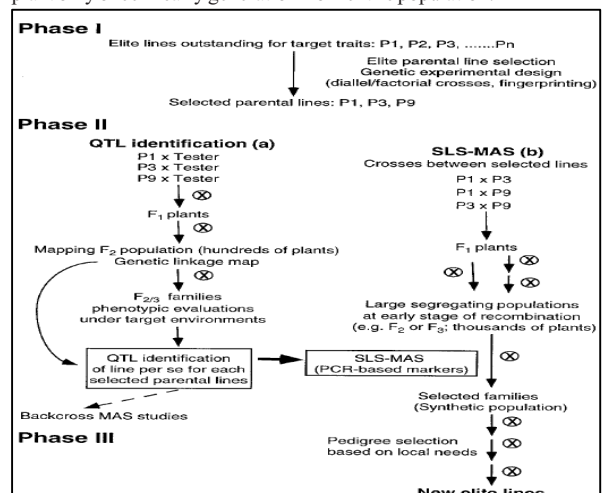 Phase I
Elite lines outstanding for target traits: P1, P2, P3, .......Pn
Elite parental line selection
Genetic experimental design
(diallel/factorial crosses, fingerprinting)
Selected parental lines: P1, P3, P9
Phase II
QTL identification (a)
P1 x Tester
P3 x Tester
P9 x Tester
F1 plants
Mapping F2 population (hundreds of plants)
Genetic linkage map
F2/3 families
phenotypic evaluations
under target environments
QTL identification
of line per se for each
selected parental lines
Backcross MAS studies
SLS-MAS (b)
Crosses between selected lines
P1 x P3
P1 x P9
P3 x P9
F1 plants
Large segregating populations
at early stage of recombination
(e.g. F2 or F3; thousands of plants)
SLS-MAS
(PCR-based markers)
Selected families
(Synthetic population)
Phase III
Pedigree selection
based on local needs
New elite lines